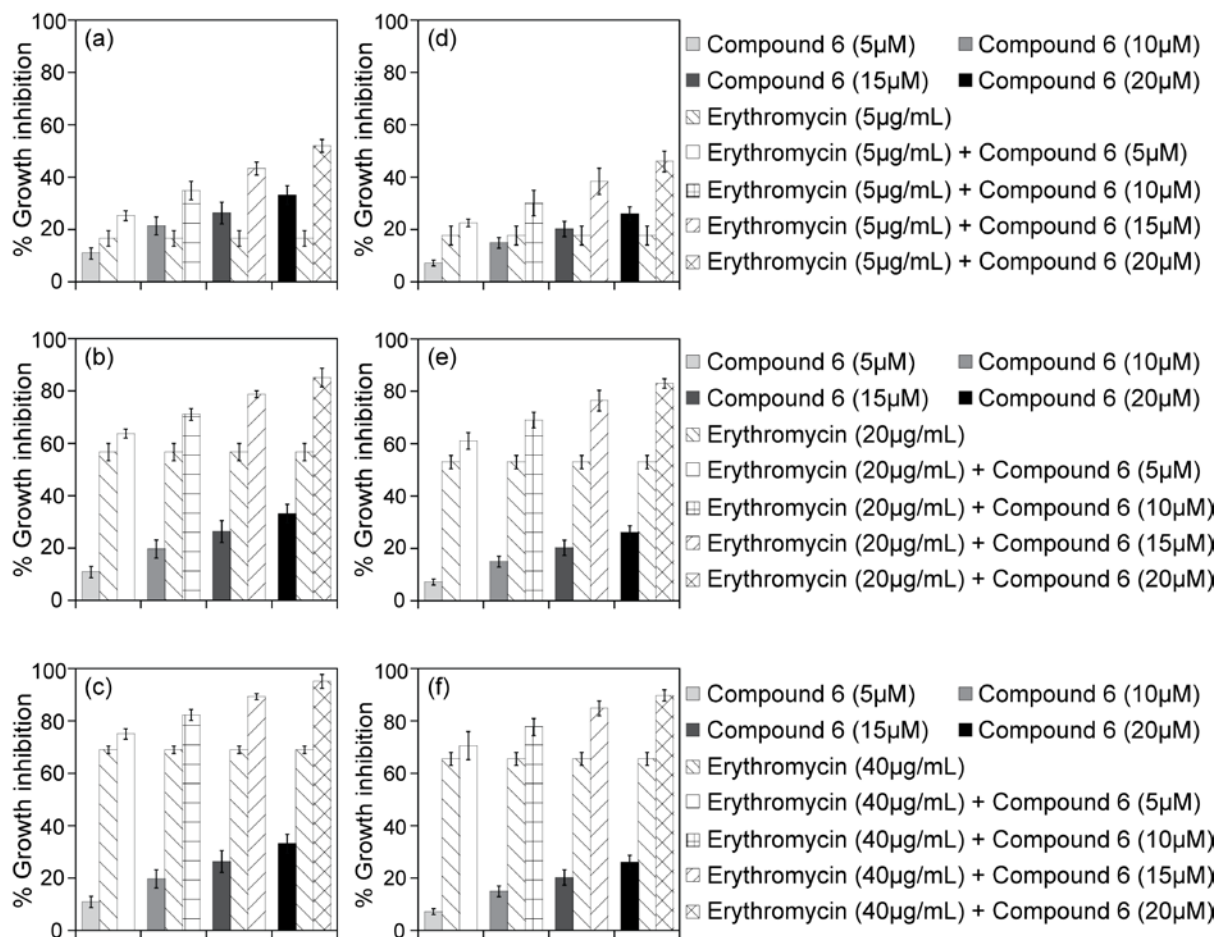 % Growth inhibition
100
80
60
40
20
0
(a)
100
80
60
40
20
0
(d)
Compound 6 (5µM) Compound 6 (10µM)
Compound 6 (15µM) Compound 6 (20µM)
Erythromycin (5µg/mL)
Erythromycin (5µg/mL) + Compound 6 (5µM)
Erythromycin (5µg/mL) + Compound 6 (10µM)
Erythromycin (5µg/mL) + Compound 6 (15µM)
Erythromycin (5µg/mL) + Compound 6 (20µM)
% Growth inhibition
% Growth inhibition
100
80
60
40
20
0
(b)
% Growth inhibition
100
80
60
40
20
0
(e)
Compound 6 (5µM) Compound 6 (10µM)
Compound 6 (15µM) Compound 6 (20µM)
Erythromycin (20µg/mL)
Erythromycin (20µg/mL) + Compound 6 (5µM)
Erythromycin (20µg/mL) + Compound 6 (10µM)
Erythromycin (20µg/mL) + Compound 6 (15µM)
Erythromycin (20µg/mL) + Compound 6 (20µM)
% Growth inhibition
100
80
60
40
20
0
(c)
% Growth inhibition
100
80
60
40
20
0
(f)
Compound 6 (5µM) Compound 6 (10µM)
Compound 6 (15µM) Compound 6 (20µM)
Erythromycin (40µg/mL)
Erythromycin (40µg/mL) + Compound 6 (5µM)
Erythromycin (40µg/mL) + Compound 6 (10µM)
Erythromycin (40µg/mL) + Compound 6 (15µM)
Erythromycin (40µg/mL) + Compound 6 (20µM)